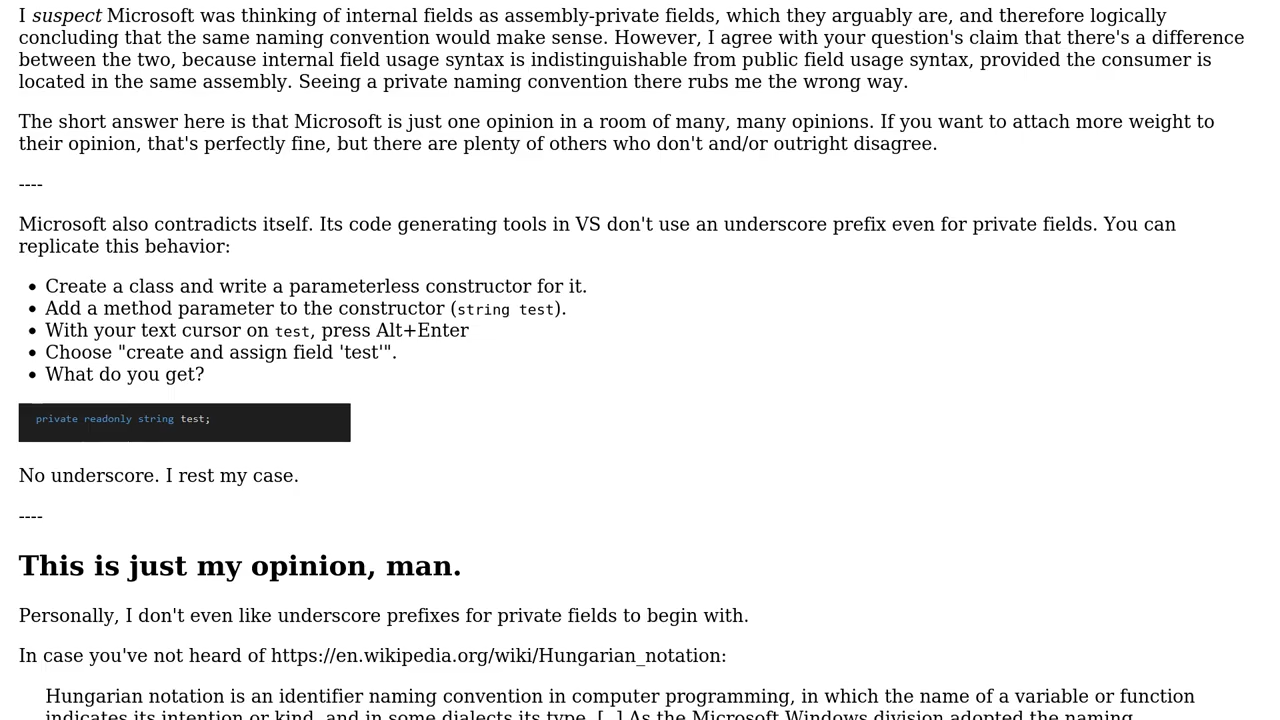 I suspect Microsoft was thinking of internal fields as assembly-private fields, which they arguably are, and therefore logically
concluding that the same naming convention would make sense. However, I agree with your question's claim that there's a difference
between the two, because internal field usage syntax is indistinguishable from public field usage syntax, provided the consumer is
located in the same assembly. Seeing a private naming convention there rubs me the wrong way.
The short answer here is that Microsoft is just one opinion in a room of many, many opinions. If you want to attach more weight to
their opinion, that's perfectly fine, but there are plenty of others who don't and/or outright disagree.
----
Microsoft also contradicts itself. Its code generating tools in VS don't use an underscore prefix even for private fields. You can
replicate this behavior:
• Create a class and write a parameterless constructor for it.
• Add a method parameter to the constructor (string test).
• With your text cursor on test, press Alt+Enter
• Choose "create and assign field 'test'".
• What do you get?
private readonly string test;
No underscore. I rest my case.
----
This is just my opinion, man.
Personally, I don't even like underscore prefixes for private fields to begin with.
In case you've not heard of https://en.wikipedia.org/wiki/Hungarian_notation:
Hungarian notation is an identifier naming convention in computer programming, in which the name of a variable or function
indicates its intention or kind, and in some dialects its type. [..] As the Microsoft Windows division adopted the naming